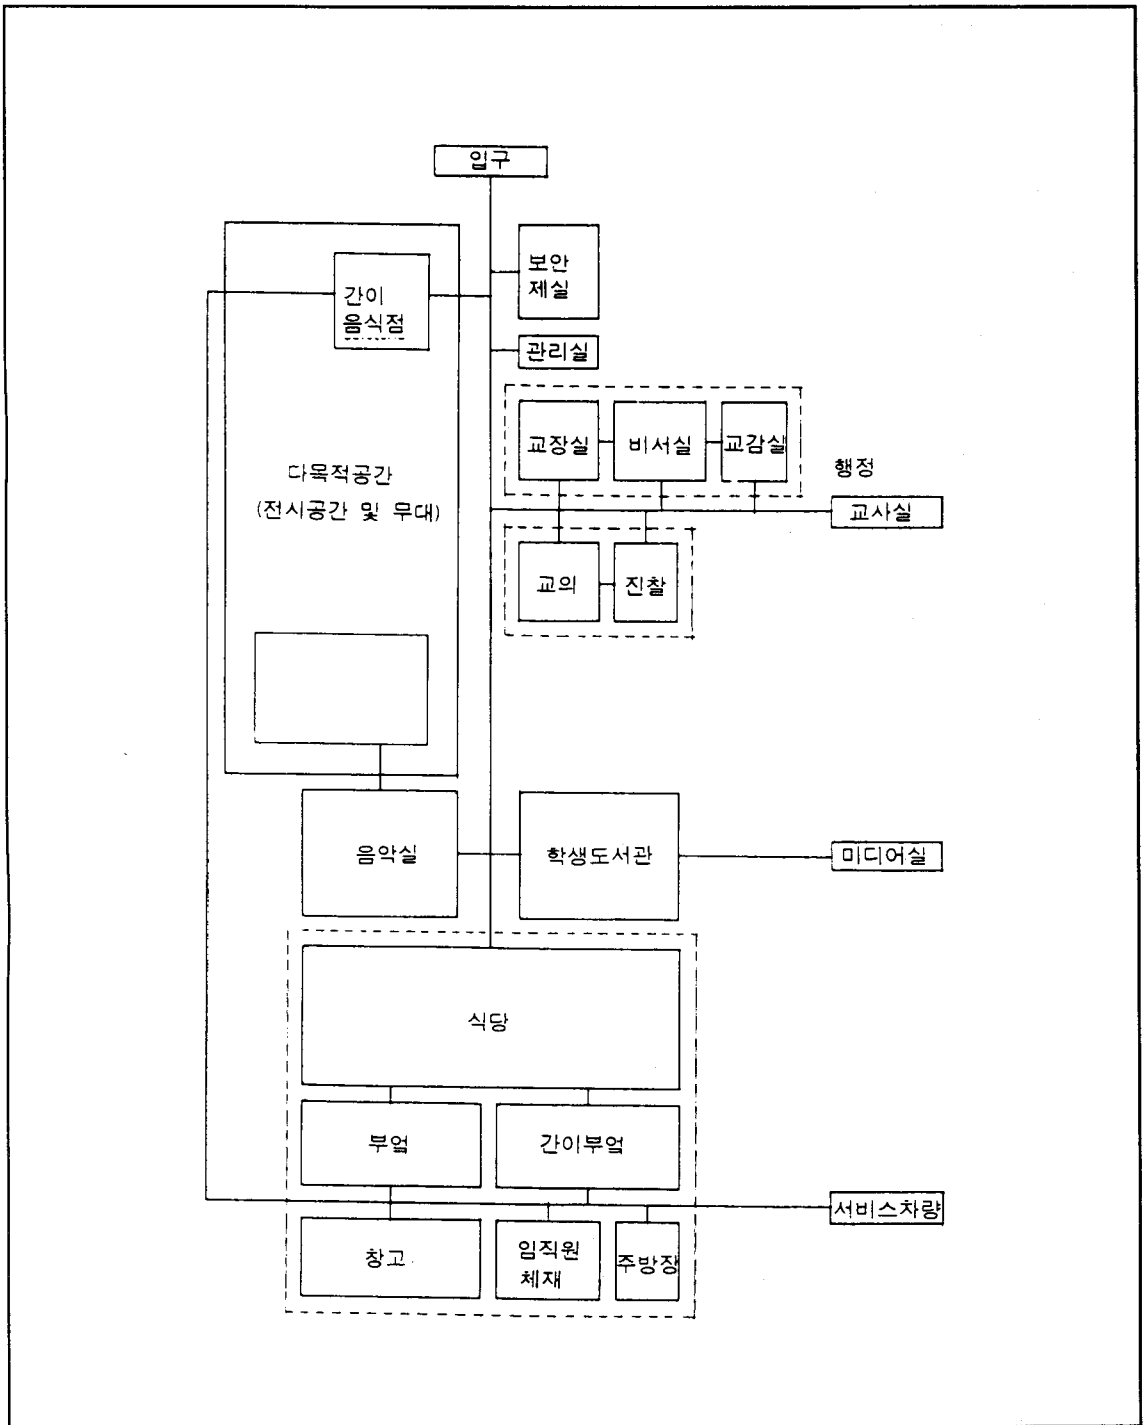 입구
보안
제실
간이
음식점
관리실
교장실
비서실
교감실
행정
다목적공간
(전시공간 및 무대)
교사실
교의
진찰
음악실
학생도서관
미디어실
식당
부엌
간이부엌
서비스차량
창고
임직원
체재
주방장